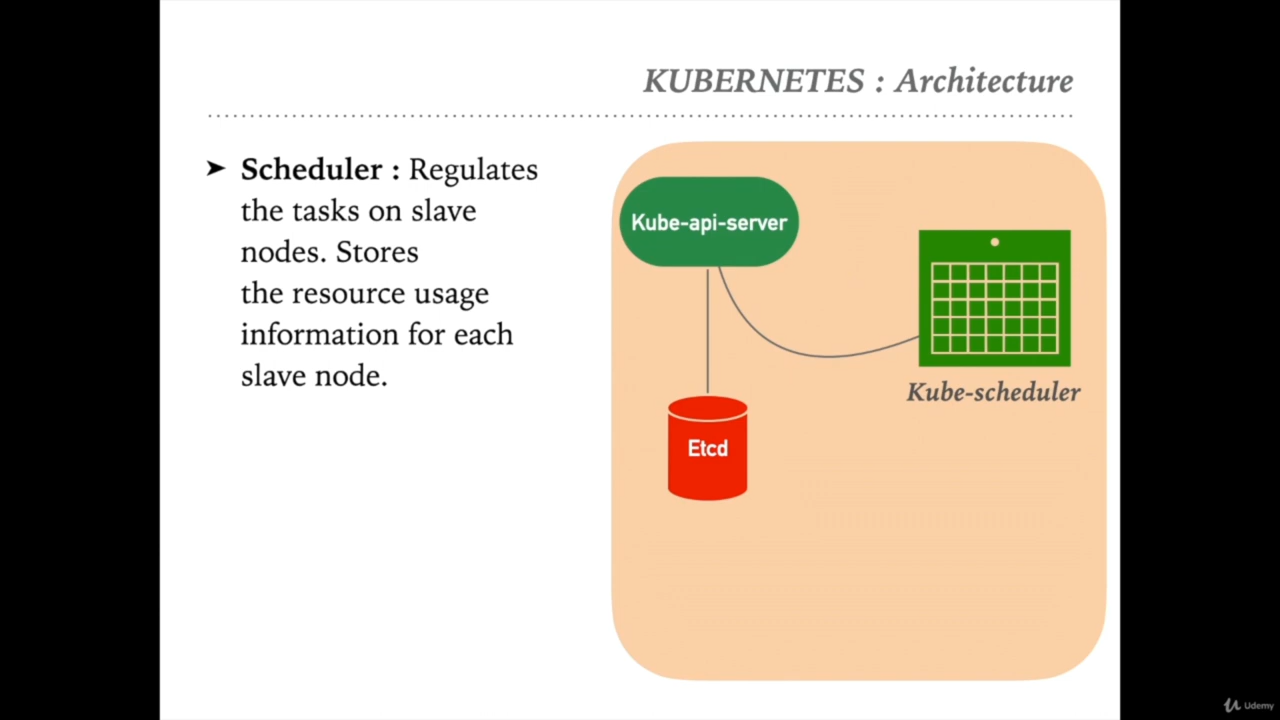 KUBERNETES : Architecture
➤ Scheduler : Regulates
the tasks on slave
nodes. Stores
the resource usage
information for each
slave node.
Kube-api-server
Kube-scheduler
Etcd
Udemy